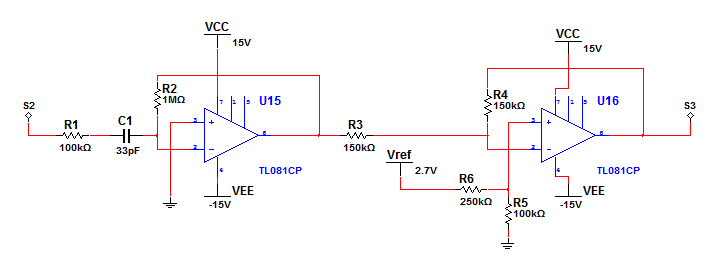 VCC
15V
VCC
15V
R2
1MΩ
U15
R4
150kΩ
U16
S2
S3
R1
100kΩ
C1
33pF
7
1
5
3
2
6
4
R3
150kΩ
7
1
5
3
2
6
4
Vref
2.7V
TL081CP
TL081CP
VEE
-15V
R6
250kΩ
R5
100kΩ
VEE
-15V